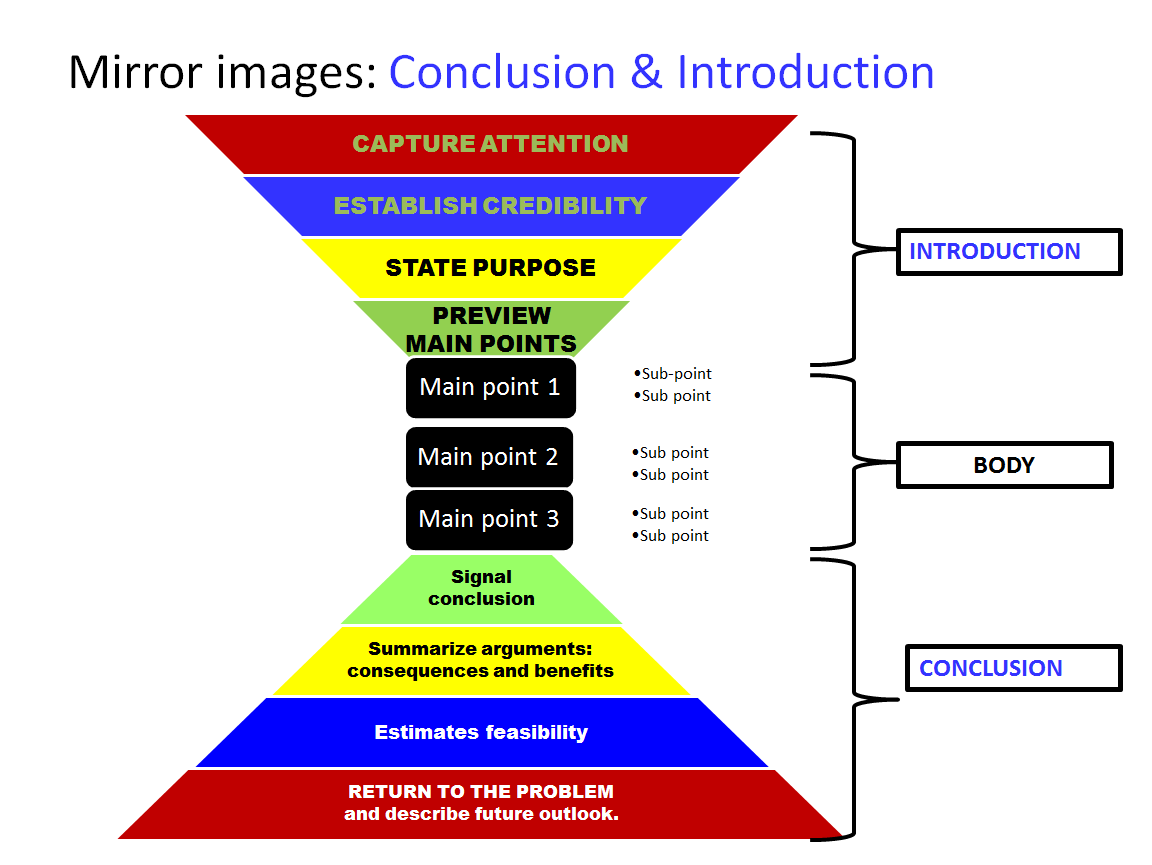 Mirror images: Conclusion & Introduction
CAPTURE ATTENTION
ESTABLISH CREDIBILITY
STATE PURPOSE
PREVIEW
MAIN POINTS
INTRODUCTION
Main point 1
•Sub-point
•Sub point
Main point 2
•Sub point
•Sub point
BODY
Main point 3
•Sub point
•Sub point
Signal
conclusion
Summarize arguments:
consequences and benefits
CONCLUSION
Estimates feasibility
RETURN TO THE PROBLEM
and describe future outlook.